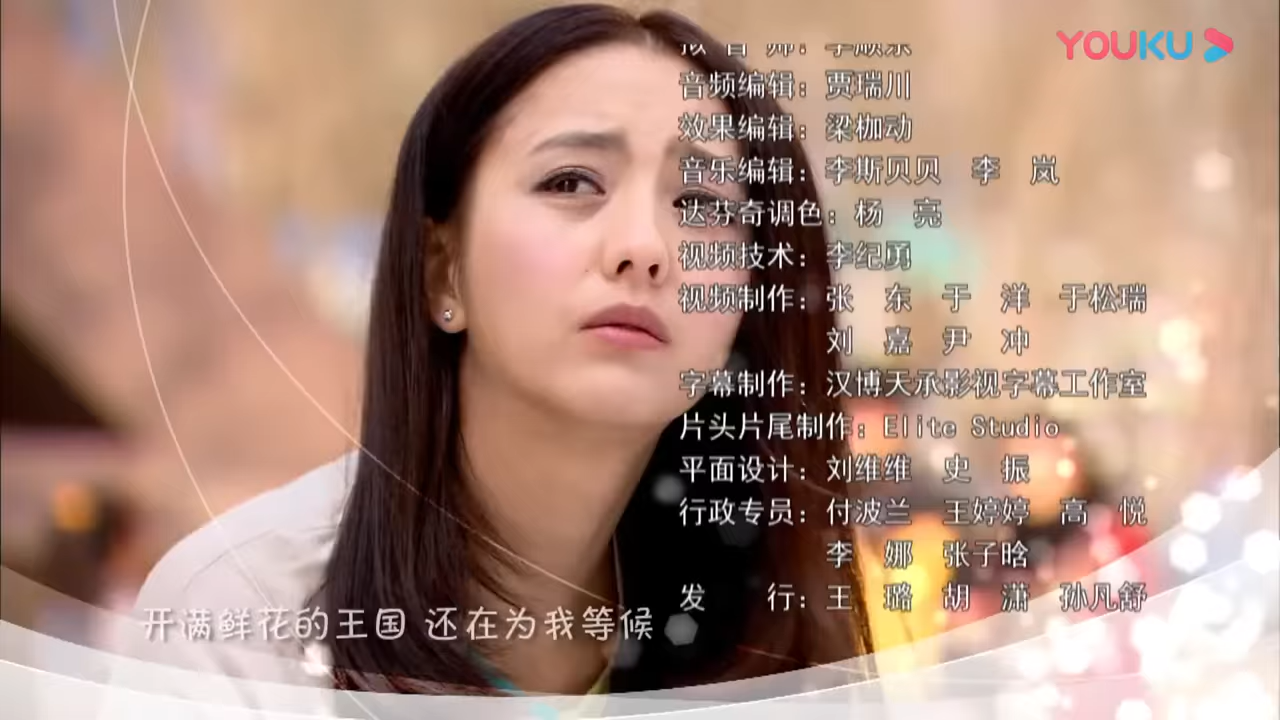 YOUKU
音频编辑：贾瑞川
效果编辑：梁枷动
音乐编辑：李斯贝贝　李　岚
达芬奇调色：杨　亮
视频技术：李纪勇
视频制作：张　东　于　洋　于松瑞
刘　嘉　尹　冲
字幕制作：汉博天承影视字幕工作室
片头片尾制作：Elite Studio
平面设计：刘维维　史　振
行政专员：付波兰　王婷婷　高　悦
李　娜　张子晗
发　　行：王　璐　胡　潇　孙凡舒
开满鲜花的王国 还在为我等候